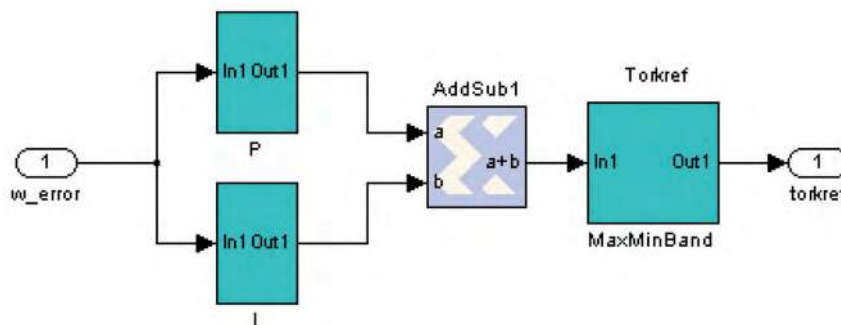 In1 Out1
P
1
w_error
In1 Out1
I
AddSub1
a
b
a+b
Torkref
In1
Out1
MaxMinBand
1
torkref